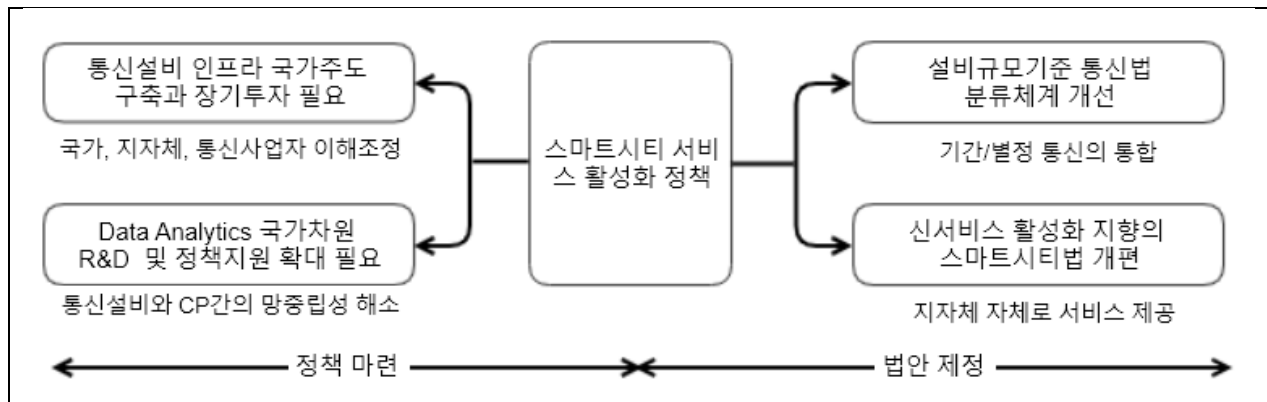 통신설비 인프라 국가주도
구축과 장기투자 필요
국가, 지자체, 통신사업자 이해조정
Data Analytics 국가차원
R&D 및 정책지원 확대 필요
통신설비와 CP간의 망중립성 해소
스마트시티 서비
스 활성화 정책
설비규모기준 통신법
분류체계 개선
기간/별정 통신의 통합
신서비스 활성화 지향의
스마트시티법 개편
지자체 자체로 서비스 제공
정책 마련
법안 제정